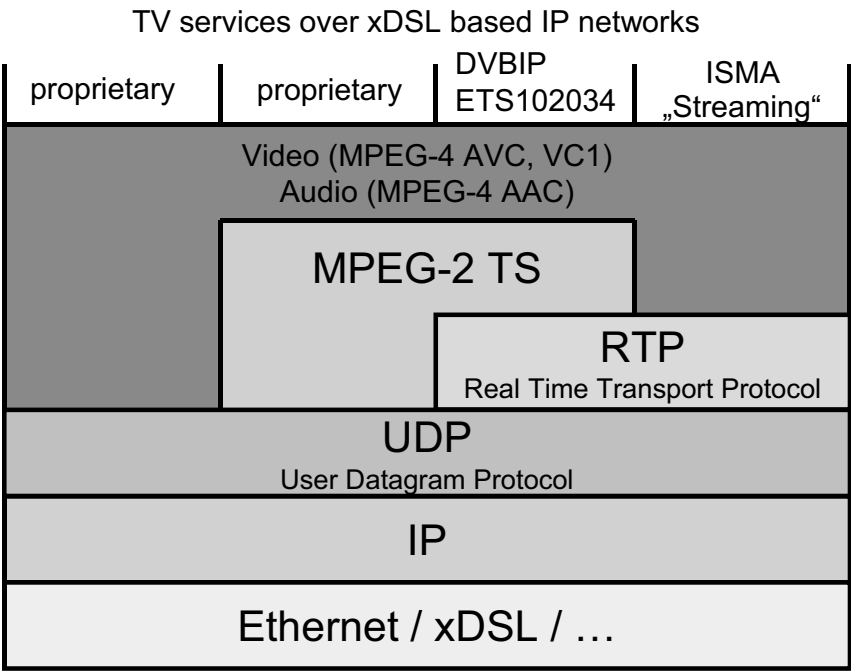 TV services over xDSL based IP networks
proprietary
proprietary
DVBIP
ETS102034
ISMA
„Streaming“
Video (MPEG-4 AVC, VC1)
Audio (MPEG-4 AAC)
MPEG-2 TS
RTP
Real Time Transport Protocol
UDP
User Datagram Protocol
IP
Ethernet / xDSL / …